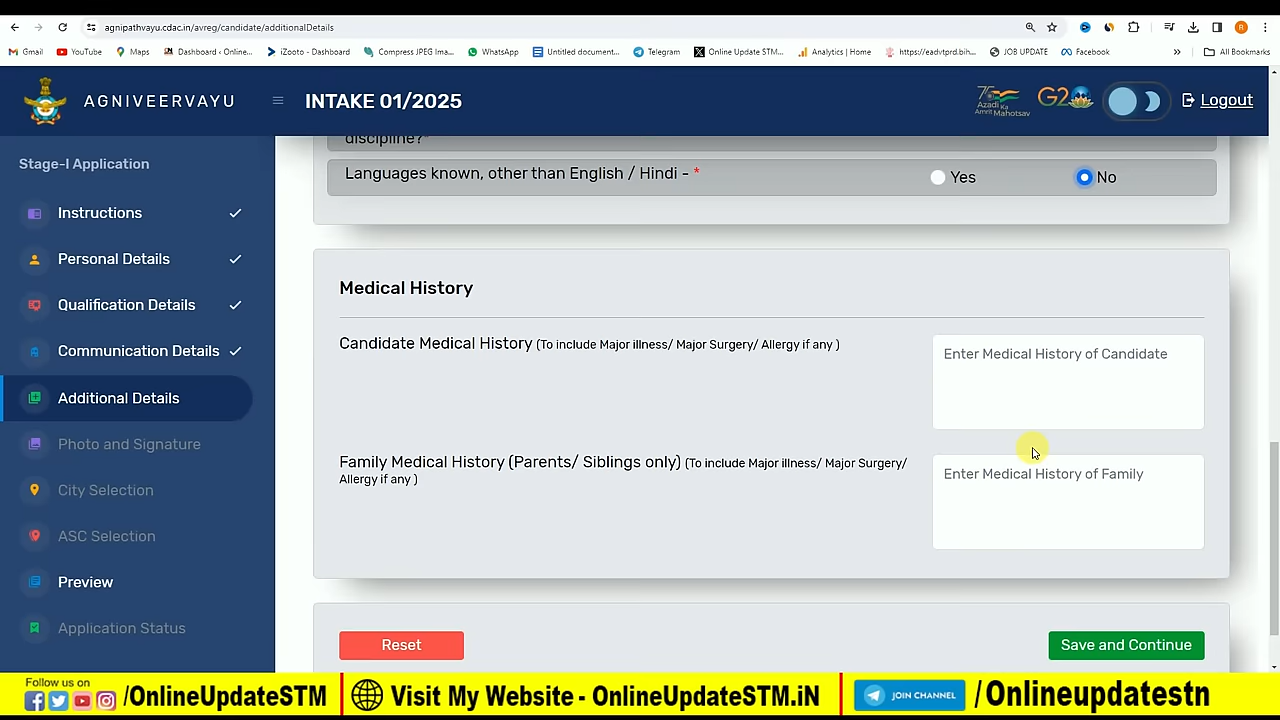 agnipathvayu.cdac.in/avreg/candidate/additionalDetails
R
Gmail
YouTube
Maps
Dashboard ‹ Online...
iZooto - Dashboard
Compress JPEG Ima...
WhatsApp
Untitled document...
Telegram
Online Update STM...
Analytics | Home
https://eadvtprd.bih...
JOB UPDATE
Facebook
»
All Bookmarks
AGNIVEERVAYU
INTAKE 01/2025
75
Azadi Ka
Amrit Mahotsav
G20
Logout
Stage-I Application
Instructions
Personal Details
Qualification Details
Communication Details
Additional Details
Photo and Signature
City Selection
ASC Selection
Preview
Application Status
discipline?*
Languages known, other than English / Hindi - *
Yes
No
Medical History
Candidate Medical History (To include Major illness/ Major Surgery/ Allergy if any )
Enter Medical History of Candidate
Family Medical History (Parents/ Siblings only) (To include Major illness/ Major Surgery/
Allergy if any )
Enter Medical History of Family
Reset
Save and Continue
Follow us on
/OnlineUpdateSTM
Visit My Website - OnlineUpdateSTM.iN
JOIN CHANNEL
/Onlineupdatestn